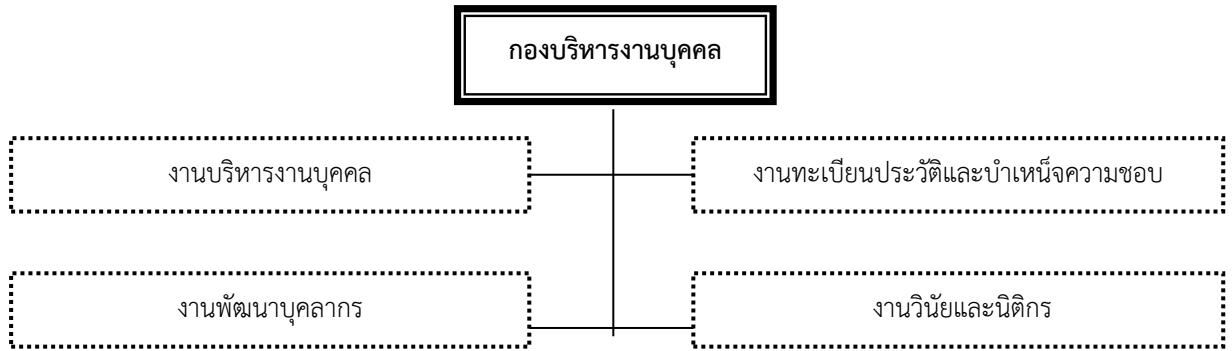 กองบริหารงานบุคคล
งานบริหารงานบุคคล
งานทะเบียนประวัติและบำเหน็จความชอบ
งานพัฒนาบุคลากร
งานวินัยและนิติกร